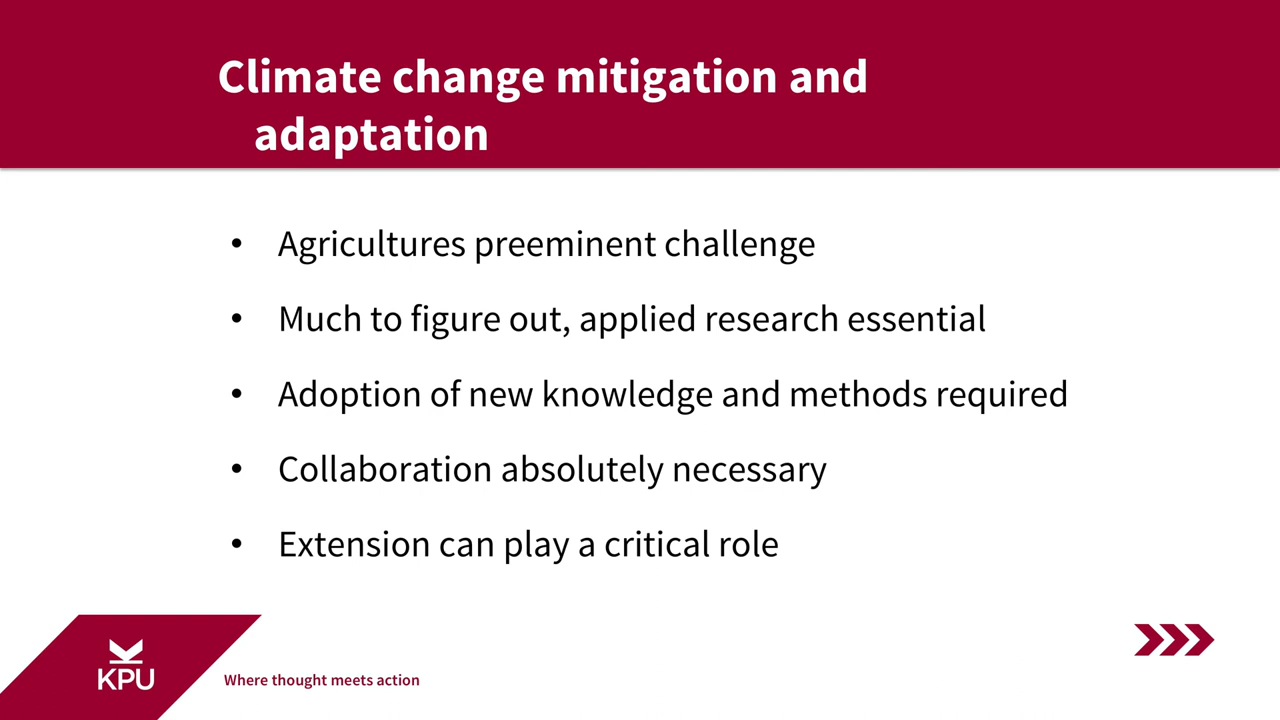 Climate change mitigation and
adaptation
• Agricultures preeminent challenge
• Much to figure out, applied research essential
• Adoption of new knowledge and methods required
• Collaboration absolutely necessary
• Extension can play a critical role
KPU
Where thought meets action